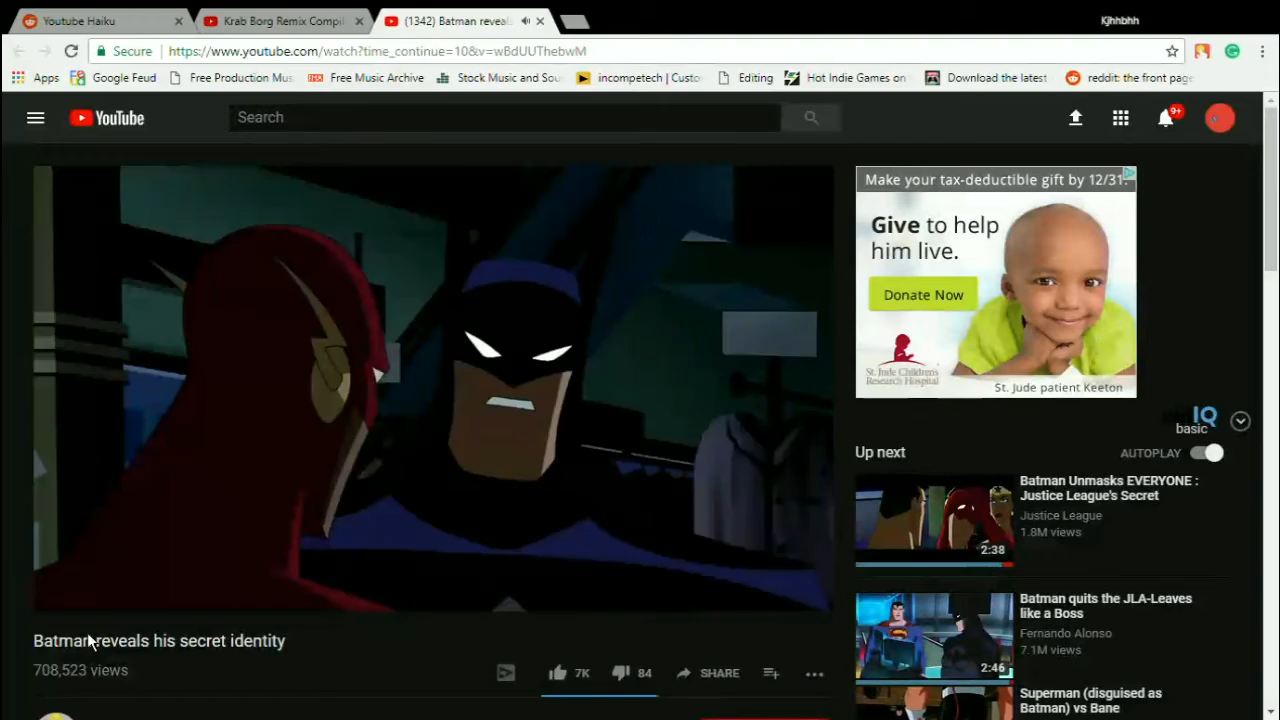 Youtube Haiku
Krab Borg Remix Compil
(1342) Batman reveals
Kjhhbhh
Secure
https://www.youtube.com/watch?time_continue=10&v=wBdUUThebwM
Apps
Google Feud
Free Production Mu
Free Music Archive
Stock Music and Sou
incompetech | Custo
Editing
Hot Indie Games on
Download the latest
reddit: the front page
YouTube
Search
9+
Make your tax-deductible gift by 12/31.
Give to help
him live.
Donate Now
St. Jude Children's
Research Hospital
St. Jude patient Keeton
IQ
basic
Up next
AUTOPLAY
Batman Unmasks EVERYONE :
Justice League's Secret
Justice League
1.8M views
2:38
Batman quits the JLA-Leaves
like a Boss
Fernando Alonso
7.1M views
2:46
Superman (disguised as
Batman) vs Bane
Batman reveals his secret identity
708,523 views
7K
84
SHARE